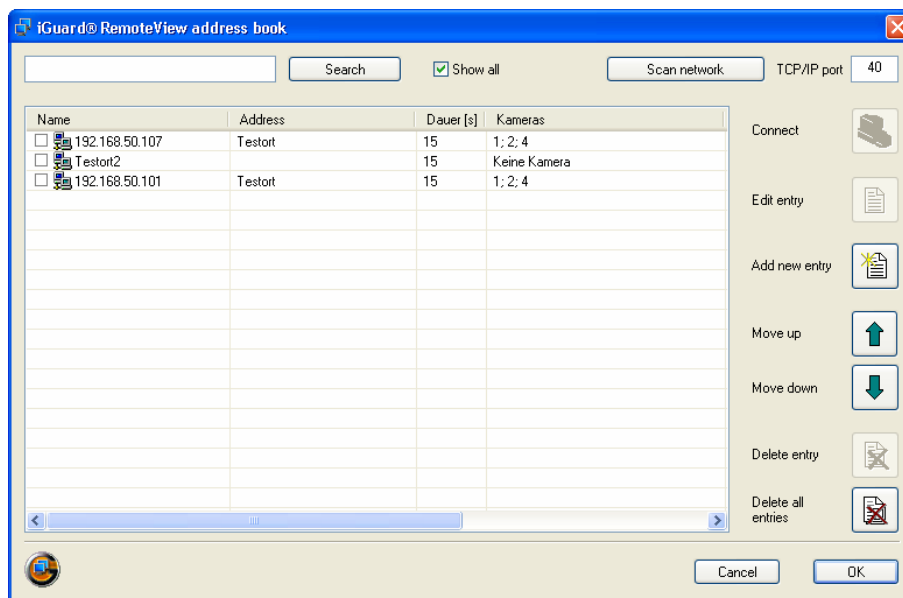 iGuard® RemoteView address book
Search
Show all
Scan network
TCP/IP port
40
Name Address Dauer [s] Kameras
192.168.50.107 Testort 15 1; 2; 4
Testort2 15 Keine Kamera
192.168.50.101 Testort 15 1; 2; 4
Connect
Edit entry
Add new entry
Move up
Move down
Delete entry
Delete all
entries
Cancel
OK